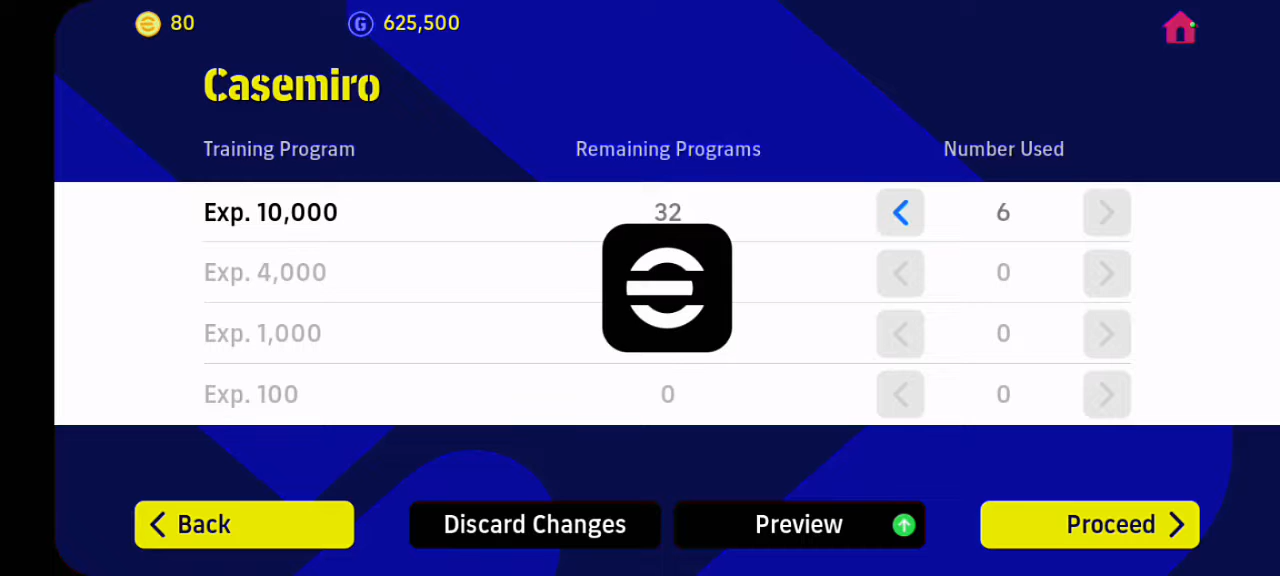 80 625,500
Casemiro
Training Program Remaining Programs Number Used
Exp. 10,000 32 6
Exp. 4,000 0
Exp. 1,000 0
Exp. 100 0 0
Back Discard Changes Preview Proceed